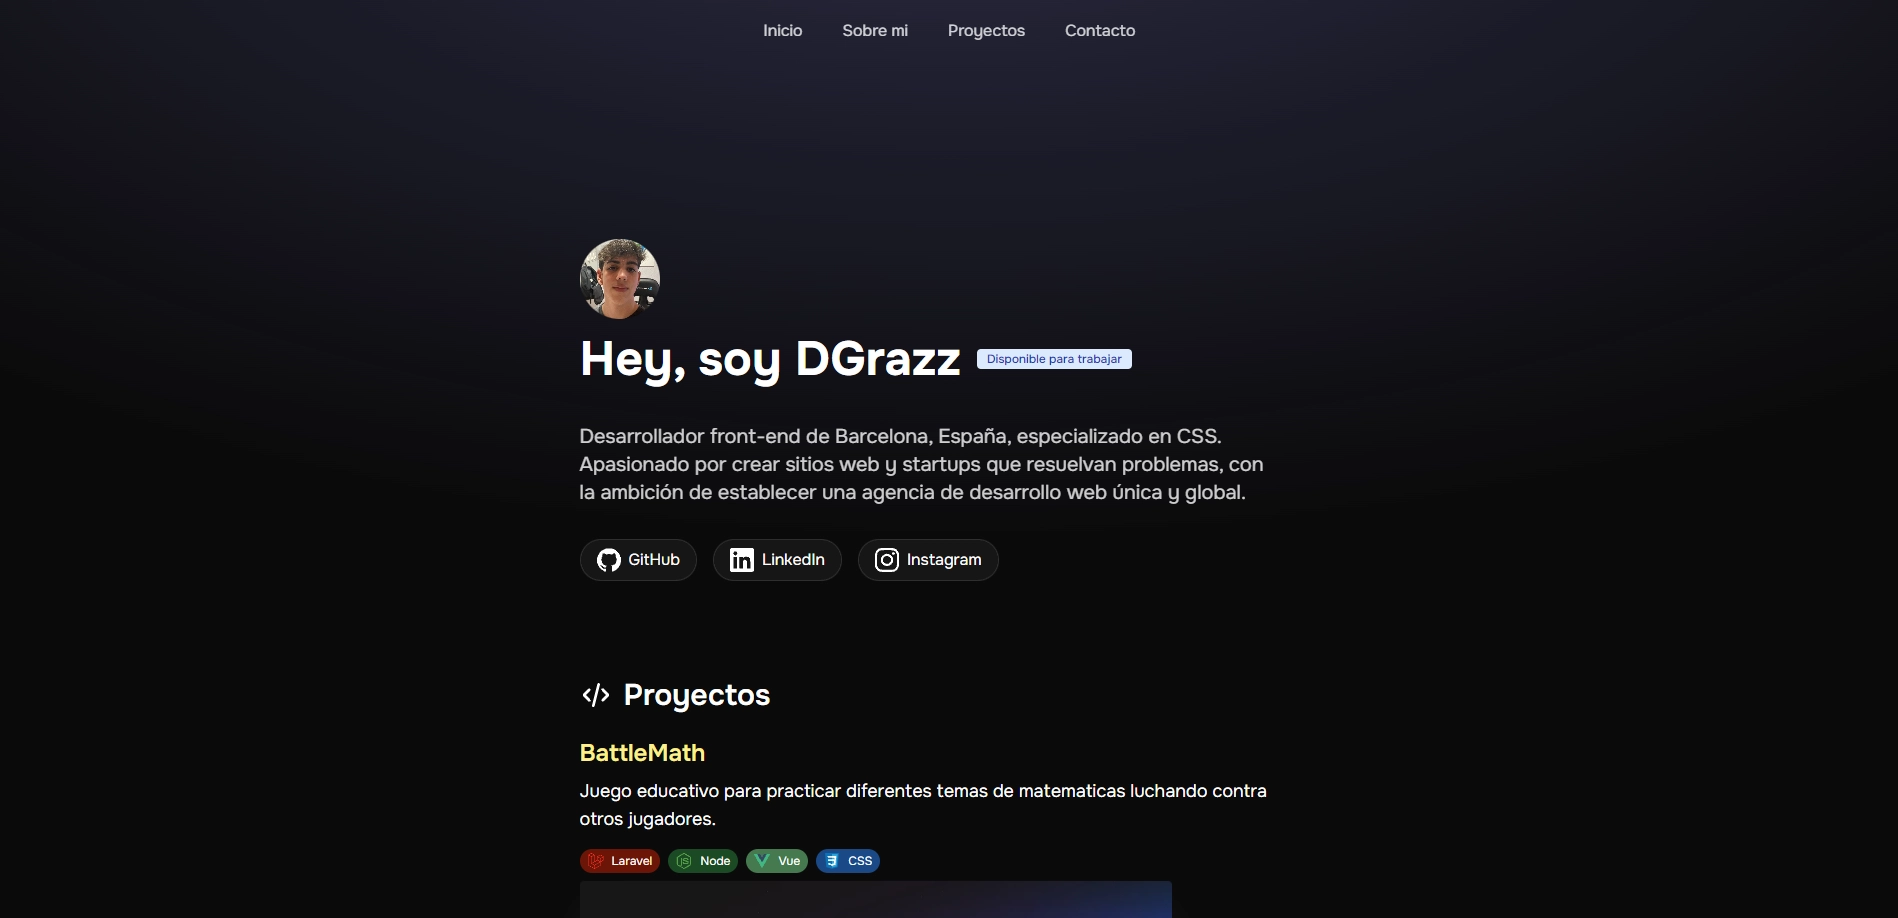 Inicio Sobre mi Proyectos Contacto
Hey, soy DGrazz Disponible para trabajar
Desarrollador front-end de Barcelona, España, especializado en CSS.
Apasionado por crear sitios web y startups que resuelvan problemas, con
la ambición de establecer una agencia de desarrollo web única y global.
GitHub LinkedIn Instagram
Proyectos
BattleMath
Juego educativo para practicar diferentes temas de matematicas luchando contra
otros jugadores.
Laravel Node Vue CSS